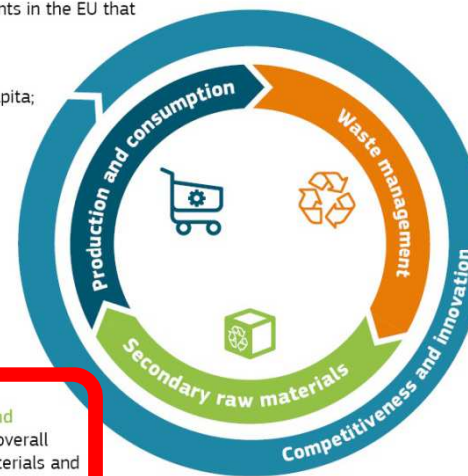 nts in the EU that
pita;
Production and consumption
Waste management
Secondary raw materials
Competitiveness and innovation
nd
overall
terials and